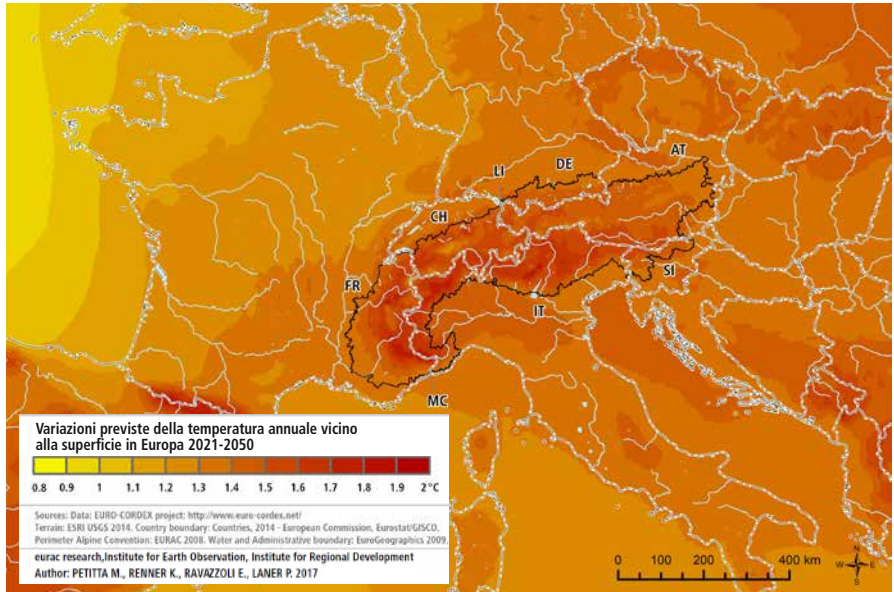 AT
DE
LI
CH
FR
SI
IT
MC
Variazioni previste della temperatura annuale vicino
alla superficie in Europa 2021-2050
0.8 0.9 1 1.1 1.2 1.3 1.4 1.5 1.6 1.7 1.8 1.9 2°C
Sources: Data: EURO-CORDEX project: http://www.euro-cordex.net/
Terrain: ESRI USGS 2014. Country boundary: Countries, 2014 - European Commission, Eurostat/GISCO.
Perimeter Alpine Convention: EURAC 2008. Water and Administrative boundary: EuroGeographics 2009.
eurac research,Institute for Earth Observation, Institute for Regional Development
Author: PETITTA M., RENNER K., RAVAZZOLI E., LANER P. 2017
0 100 200 400 km
N
W E
S